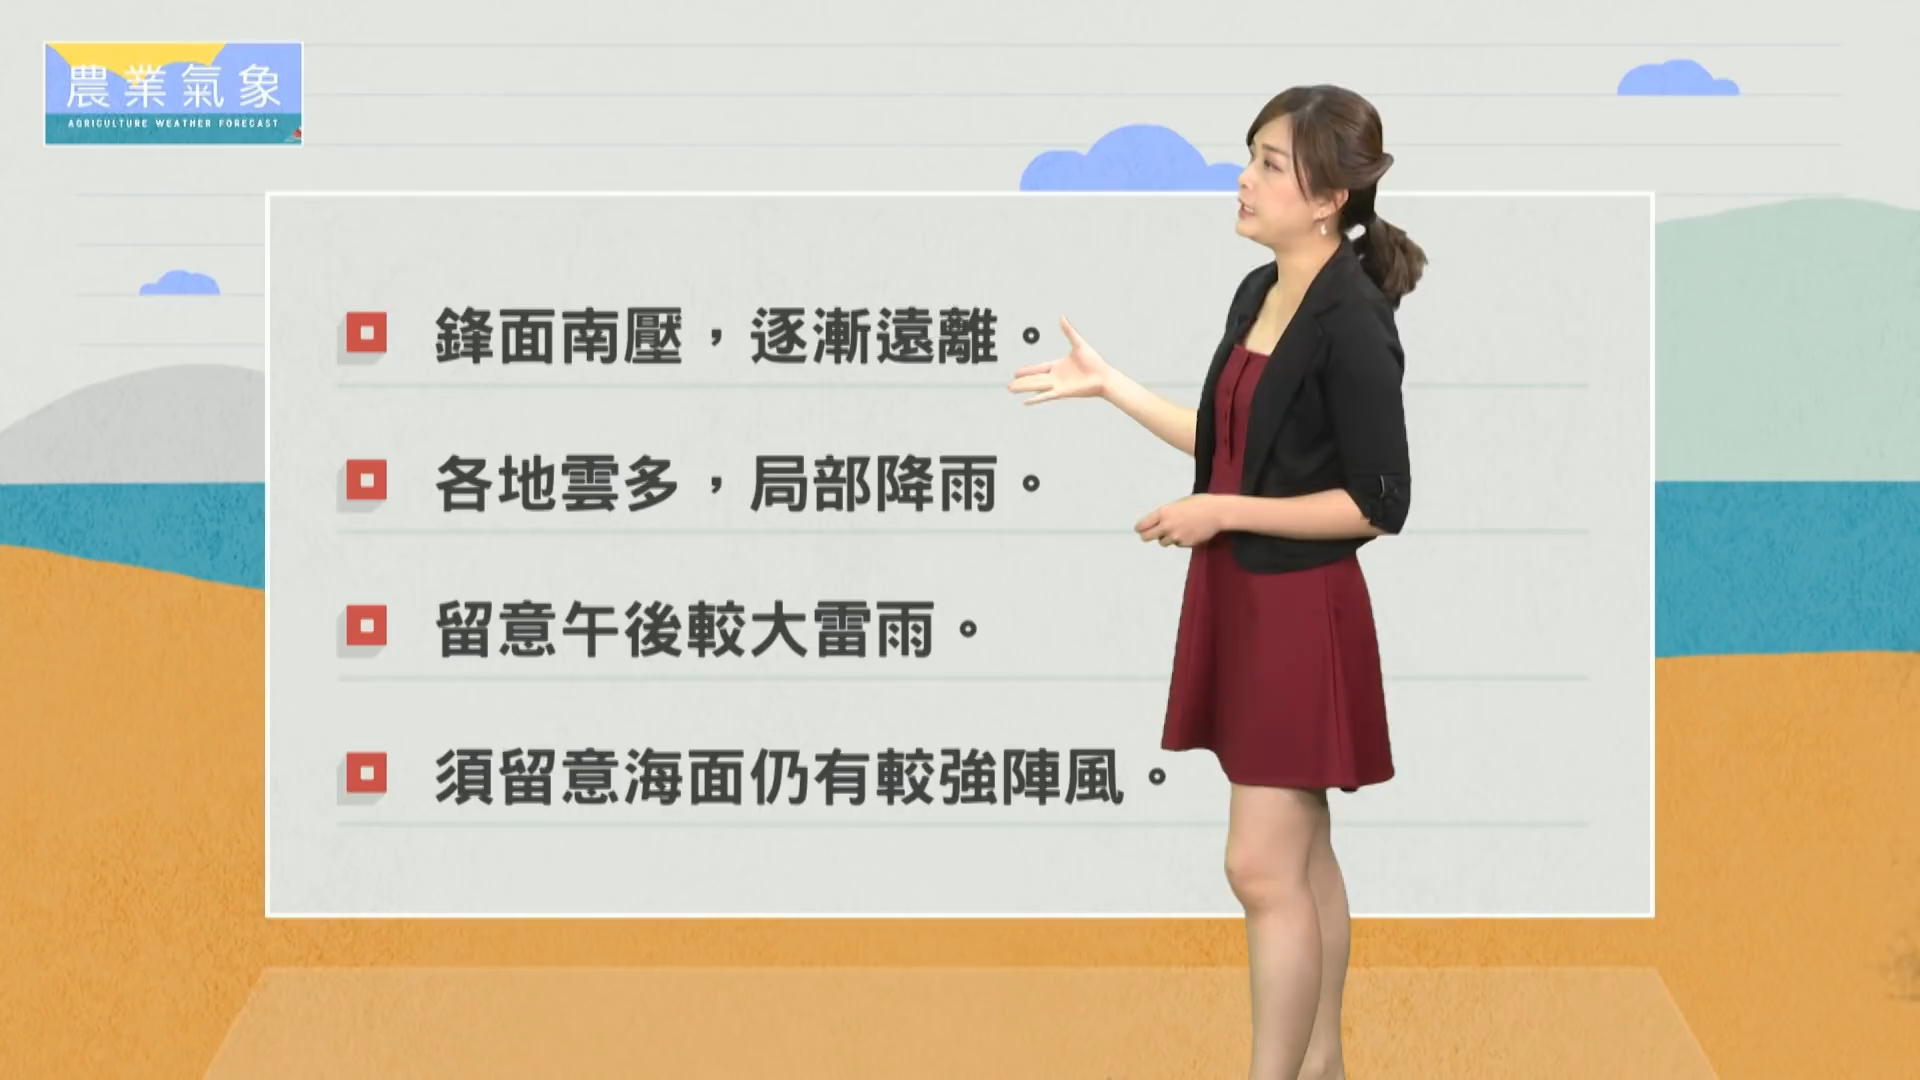 農業氣象
AGRICULTURE WEATHER FORECAST
鋒面南壓，逐漸遠離。
各地雲多，局部降雨。
留意午後較大雷雨。
須留意海面仍有較強陣風。